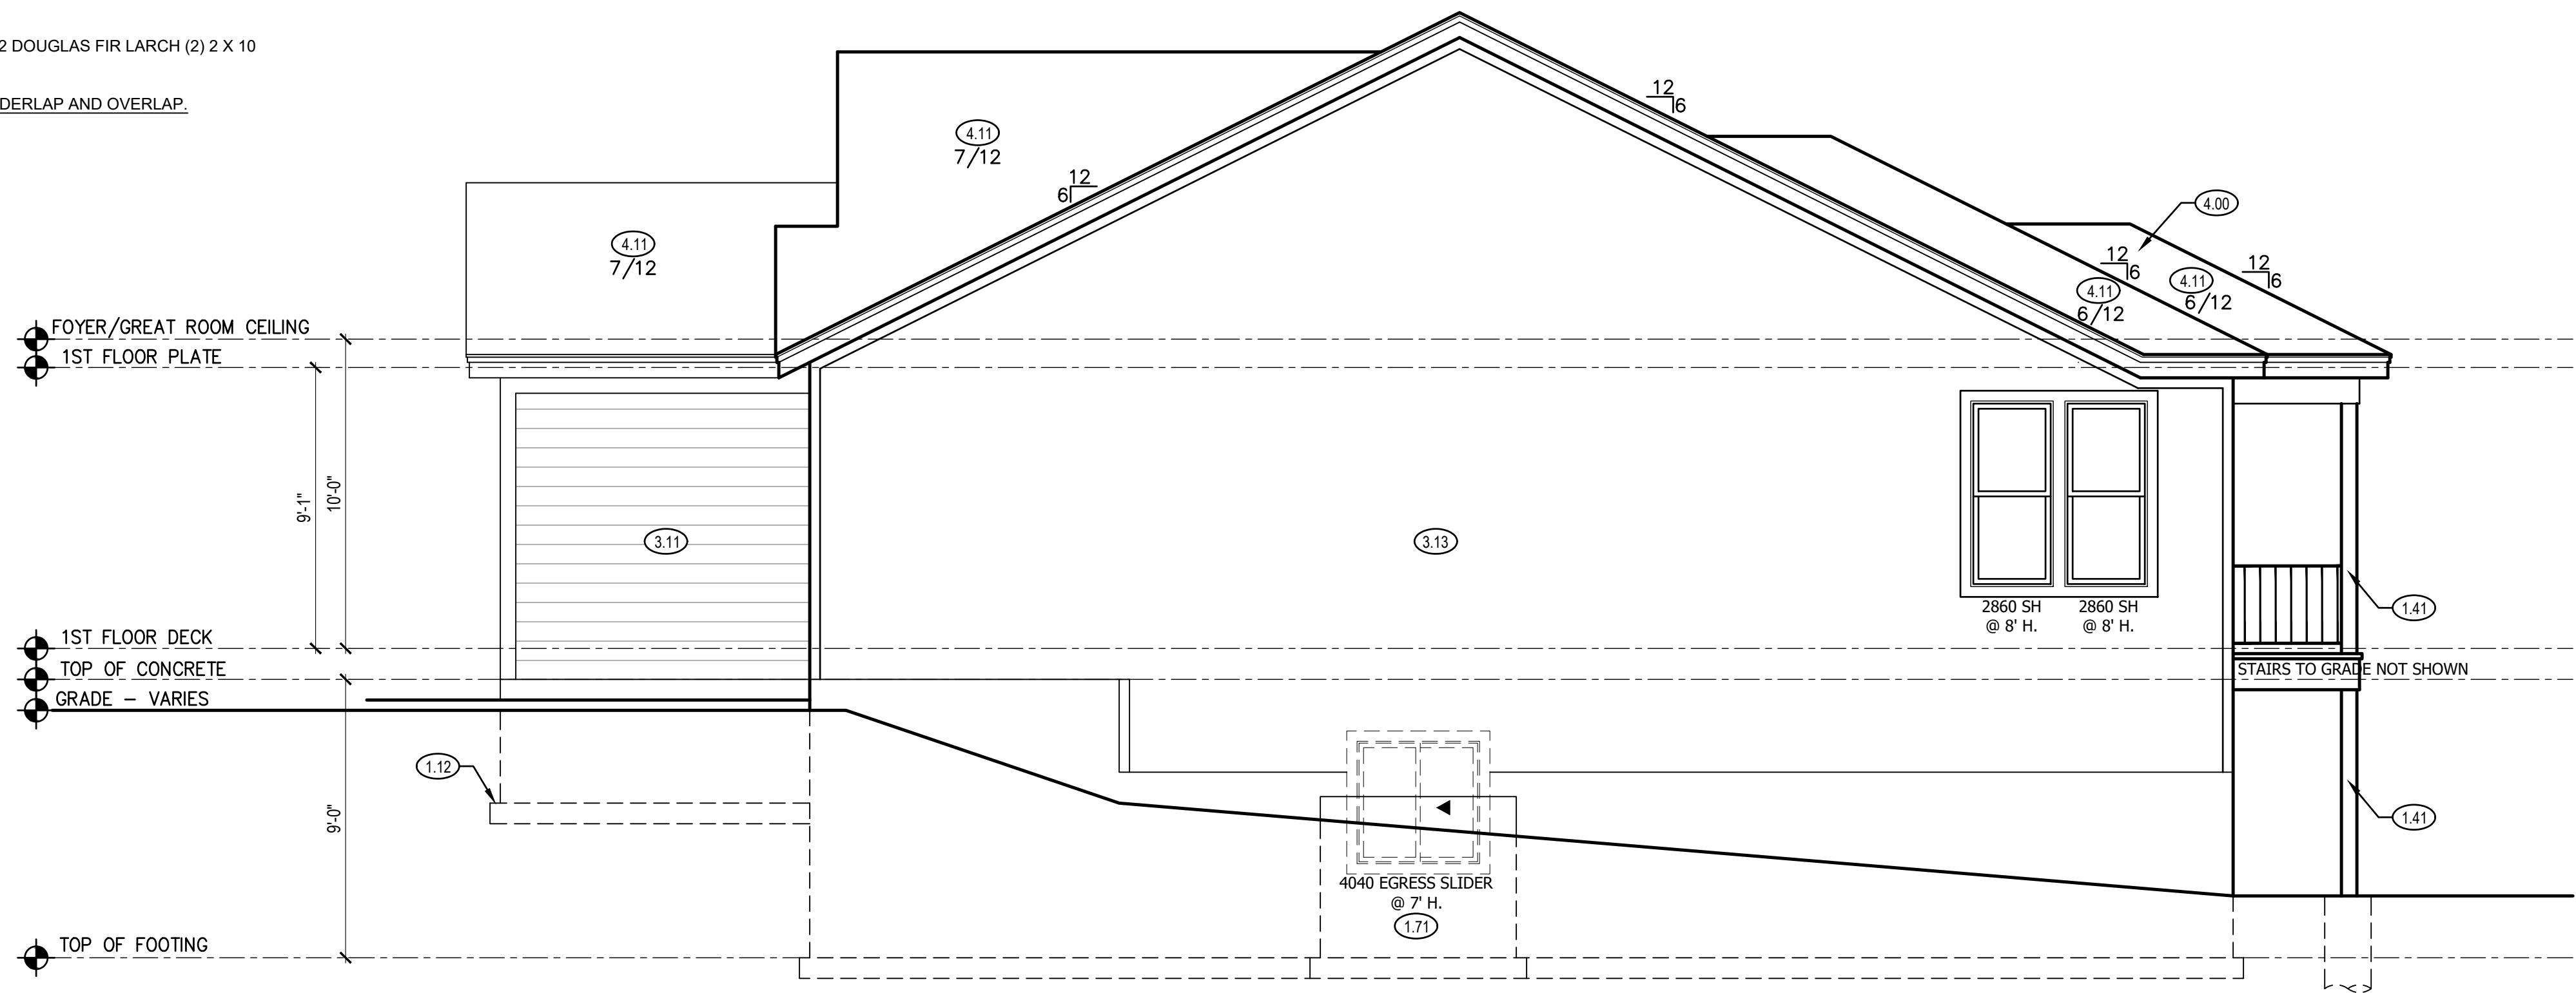 2 DOUGLAS FIR LARCH (2) 2 X 10
DERLAP AND OVERLAP.
12
6
4.11
7/12
12
6
4.00
4.11
7/12
12
6
12
6
4.11
6/12
4.11
6/12
FOYER/GREAT ROOM CEILING
1ST FLOOR PLATE
9'-1"
10'-0"
3.11
3.13
2860 SH
@ 8' H.
2860 SH
@ 8' H.
1.41
1ST FLOOR DECK
TOP OF CONCRETE
STAIRS TO GRADE NOT SHOWN
GRADE - VARIES
1.12
9'-0"
1.41
4040 EGRESS SLIDER
@ 7' H.
1.71
TOP OF FOOTING